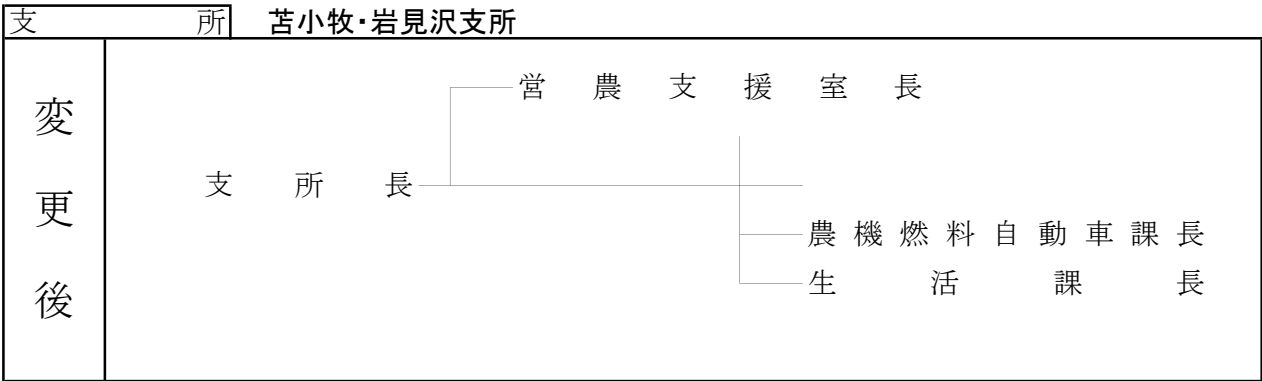 支所 苫小牧・岩見沢支所
変更後
営農支援室長
支所長
農機燃料自動車課長
生活課長